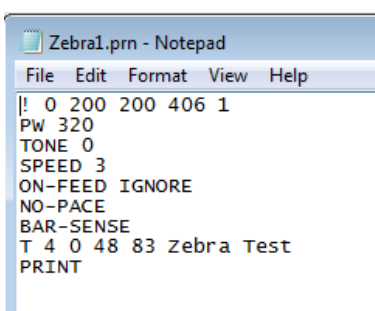 Zebra1.prn - Notepad
File Edit Format View Help
! 0 200 200 406 1
PW 320
TONE 0
SPEED 3
ON-FEED IGNORE
NO-PACE
BAR-SENSE
T 4 0 48 83 Zebra Test
PRINT